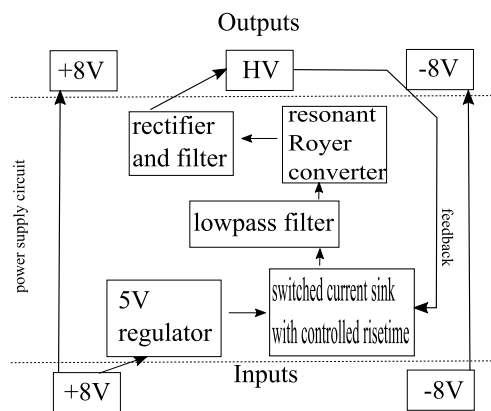 Outputs
+8V
HV
-8V
rectifier
and filter
resonant
Royer
converter
power supply circuit
lowpass filter
feedback
5V
regulator
switched current sink
with controlled risetime
Inputs
+8V
-8V